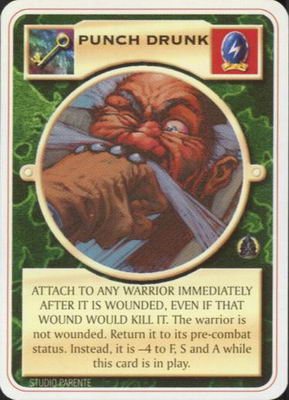 PUNCH DRUNK
ATTACH TO ANY WARRIOR IMMEDIATELY
AFTER IT IS WOUNDED, EVEN IF THAT
WOUND WOULD KILL IT. The warrior is
not wounded. Return it to its pre-combat
status. Instead, it is –4 to F, S and A while
this card is in play.
STUDIO PARENTE